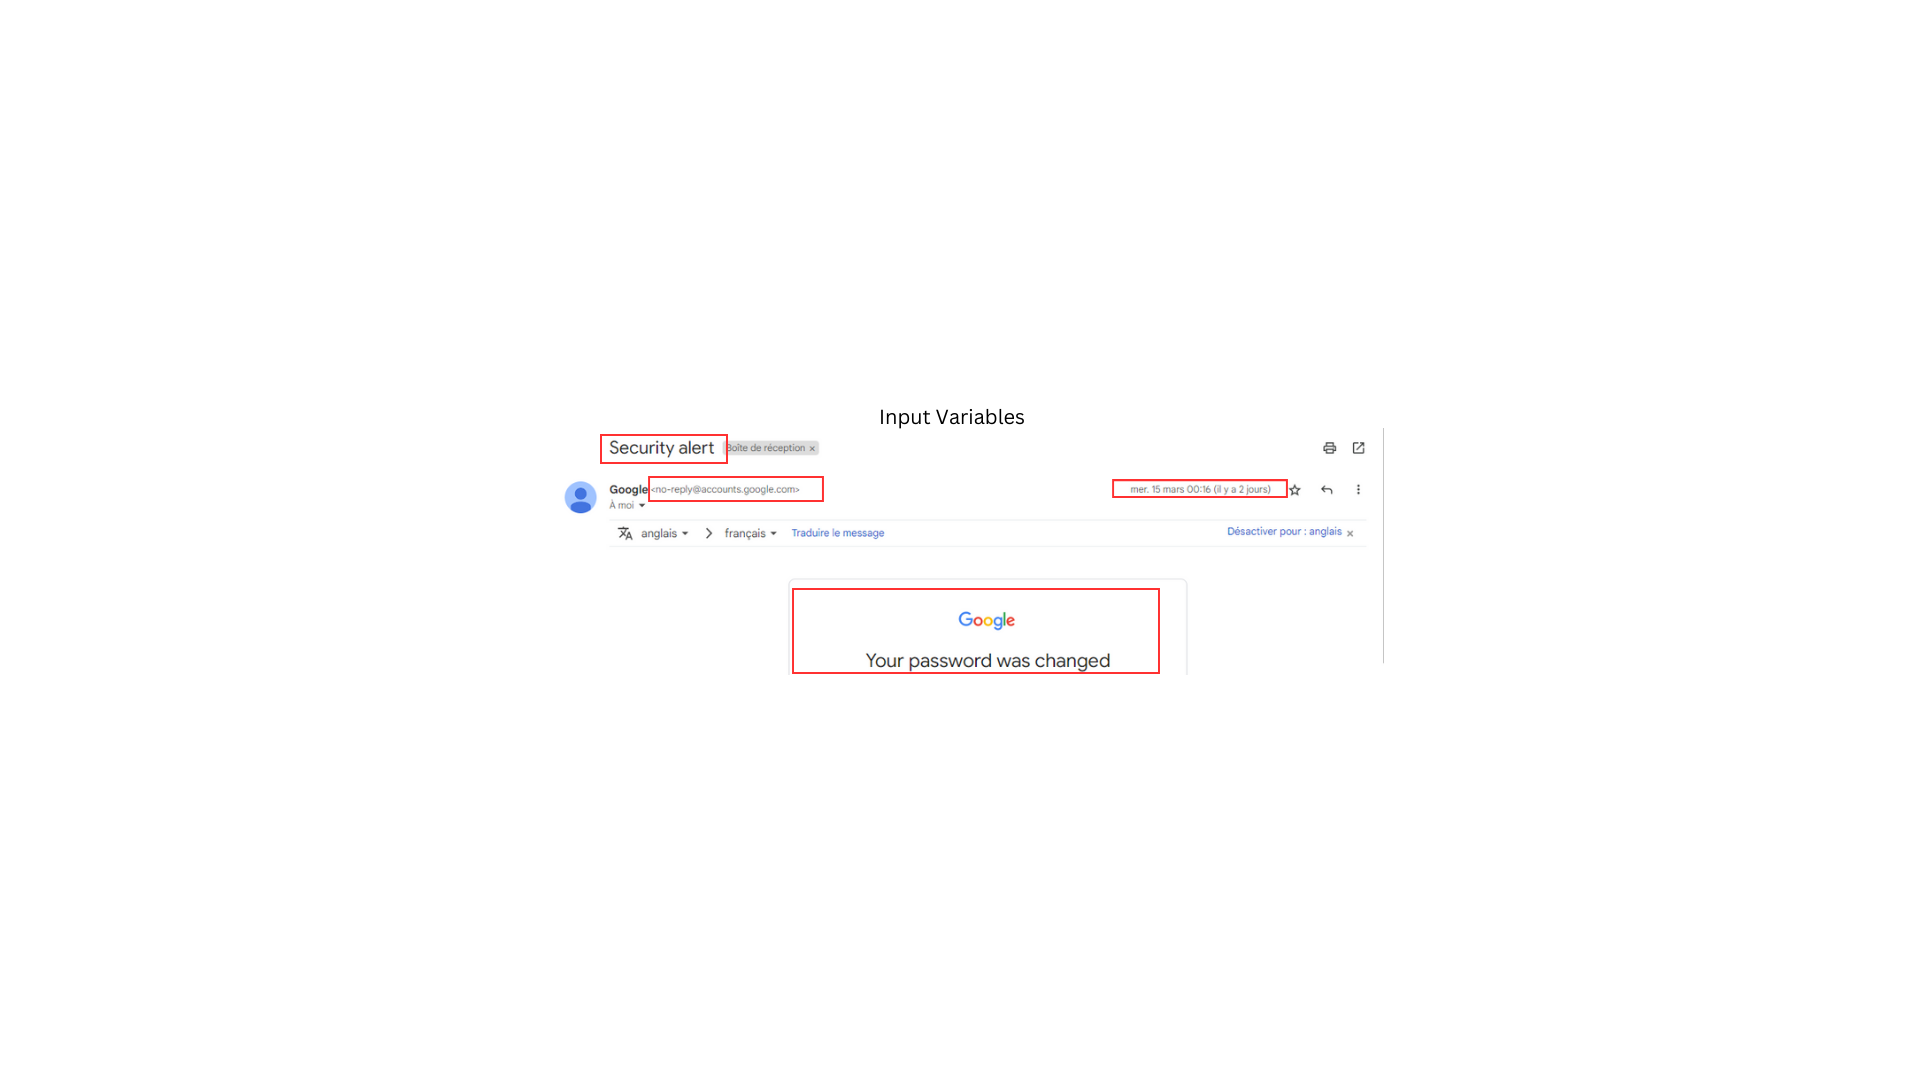 Input Variables
Security alert Boîte de réception ×
Google <no-reply@accounts.google.com> mer. 15 mars 00:16 (il y a 2 jours)
À moi
anglais > français Traduire le message Désactiver pour : anglais ×
Google
Your password was changed